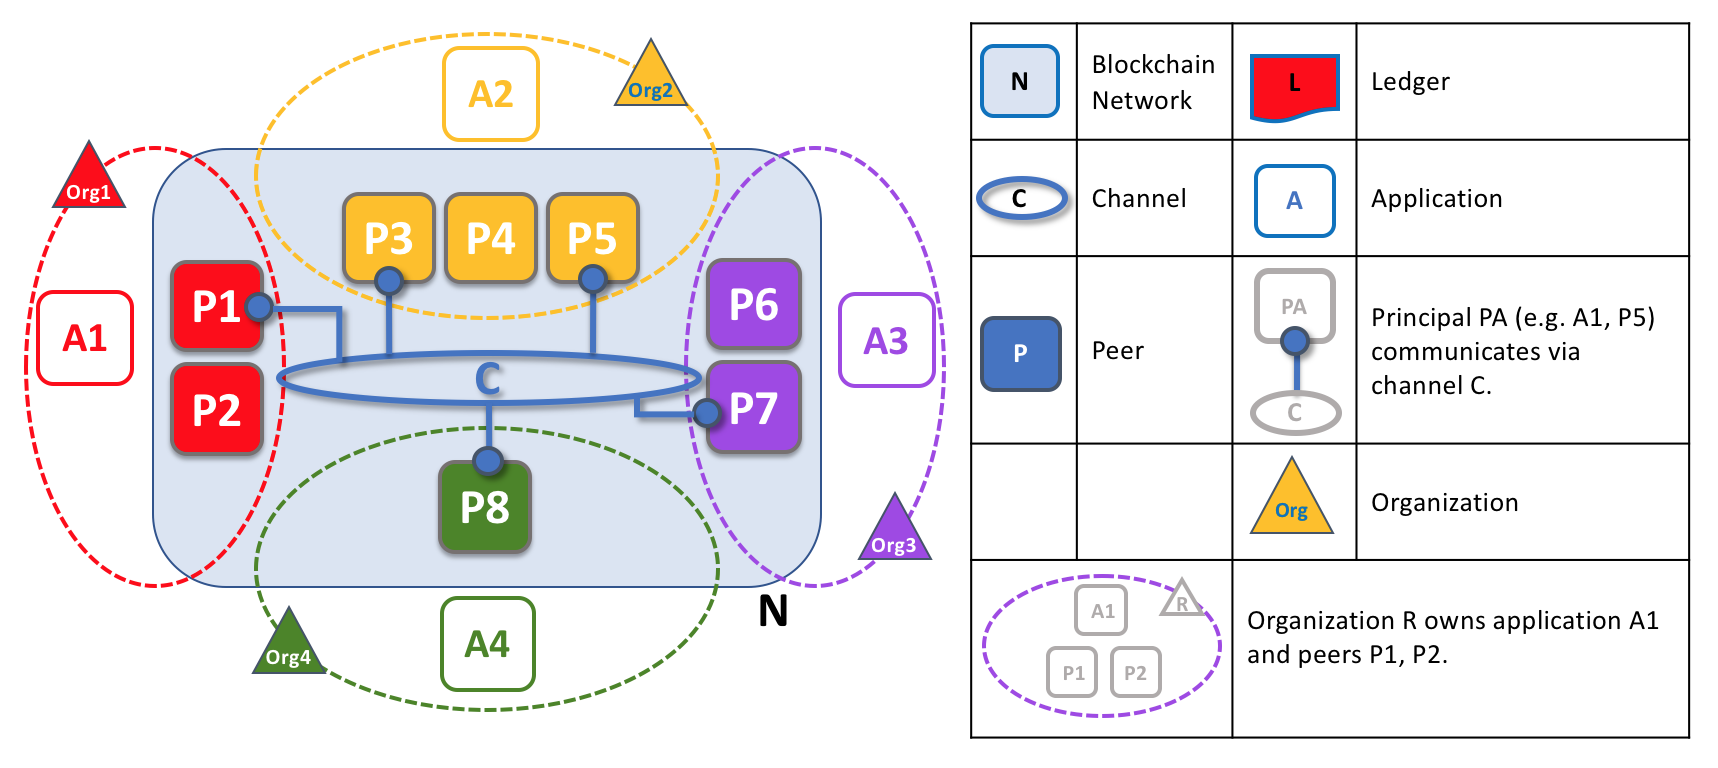 A2
Org2
Org1
P3
P4
P5
P1
P6
A1
A3
C
P2
P7
P8
Org3
N
A4
Org4
N
Blockchain
Network
L
Ledger
C
Channel
A
Application
P
Peer
PA
C
Principal PA (e.g. A1, P5)
communicates via
channel C.
Org
Organization
A1
R
P1
P2
Organization R owns application A1
and peers P1, P2.